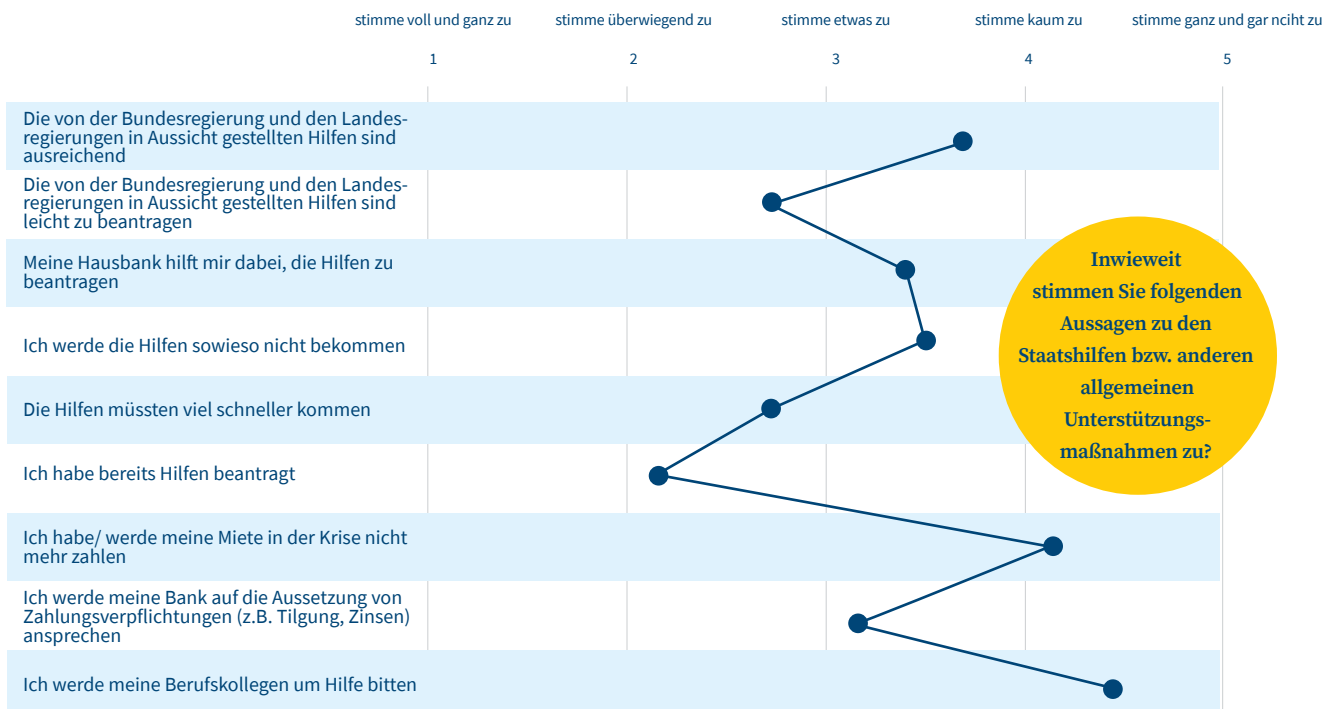 stimme voll und ganz zu
stimme überwiegend zu
stimme etwas zu
stimme kaum zu
stimme ganz und gar nciht zu
1
2
3
4
5
Die von der Bundesregierung und den Landes-
regierungen in Aussicht gestellten Hilfen sind
ausreichend
Die von der Bundesregierung und den Landes-
regierungen in Aussicht gestellten Hilfen sind
leicht zu beantragen
Meine Hausbank hilft mir dabei, die Hilfen zu
beantragen
Ich werde die Hilfen sowieso nicht bekommen
Die Hilfen müssten viel schneller kommen
Ich habe bereits Hilfen beantragt
Ich habe/ werde meine Miete in der Krise nicht
mehr zahlen
Ich werde meine Bank auf die Aussetzung von
Zahlungsverpflichtungen (z.B. Tilgung, Zinsen)
ansprechen
Ich werde meine Berufskollegen um Hilfe bitten
Inwieweit
stimmen Sie folgenden
Aussagen zu den
Staatshilfen bzw. anderen
allgemeinen
Unterstützungs-
maßnahmen zu?